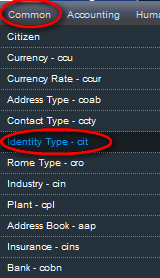 Common Accounting Huma
Citizen
Currency - ccu
Currency Rate - ccur
Address Type - coab
Contact Type - ccty
Identity Type - cit
Rome Type - cro
Industry - cin
Plant - cpl
Address Book - aap
Insurance - cins
Bank - cobn